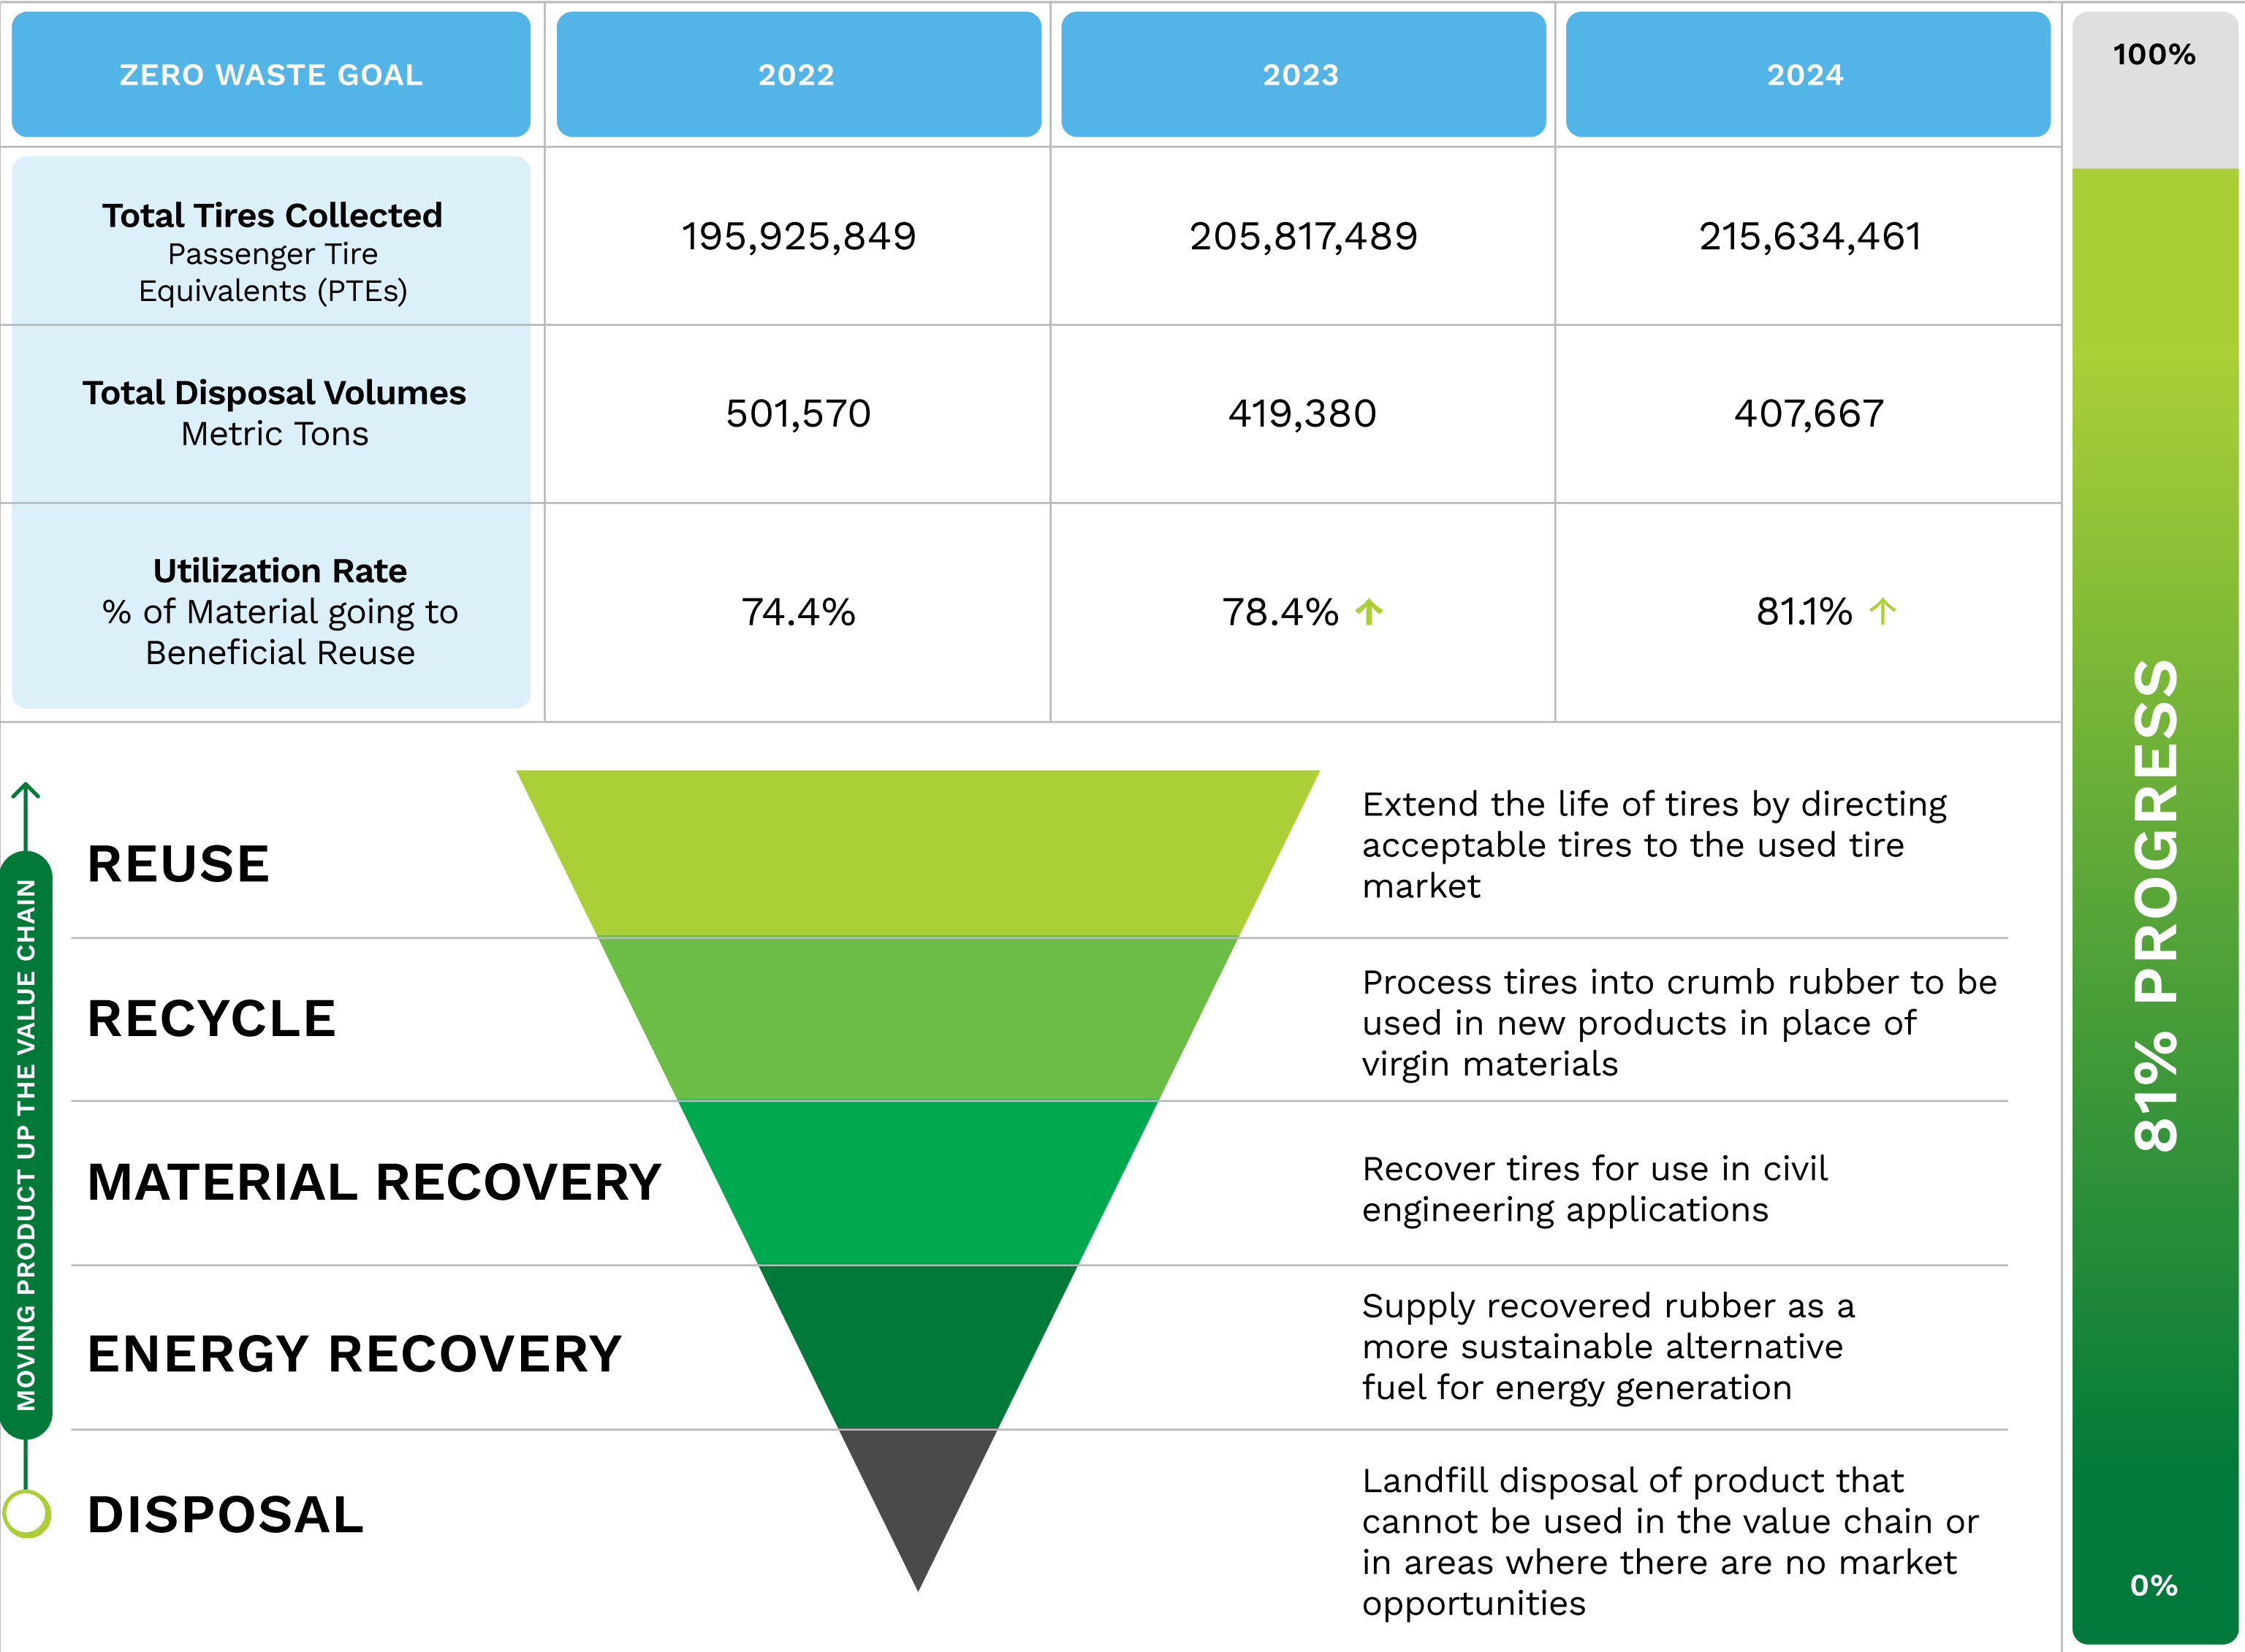 ZERO WASTE GOAL
2022
2023
2024
100%
Total Tires Collected
Passenger Tire
Equivalents (PTEs)
195,925,849
205,817,489
215,634,461
Total Disposal Volumes
Metric Tons
501,570
419,380
407,667
Utilization Rate
% of Material going to
Beneficial Reuse
74.4%
78.4% ↑
81.1% ↑
81% PROGRESS
0%
MOVING PRODUCT UP THE VALUE CHAIN
REUSE
Extend the life of tires by directing
acceptable tires to the used tire
market
RECYCLE
Process tires into crumb rubber to be
used in new products in place of
virgin materials
MATERIAL RECOVERY
Recover tires for use in civil
engineering applications
ENERGY RECOVERY
Supply recovered rubber as a
more sustainable alternative
fuel for energy generation
DISPOSAL
Landfill disposal of product that
cannot be used in the value chain or
in areas where there are no market
opportunities